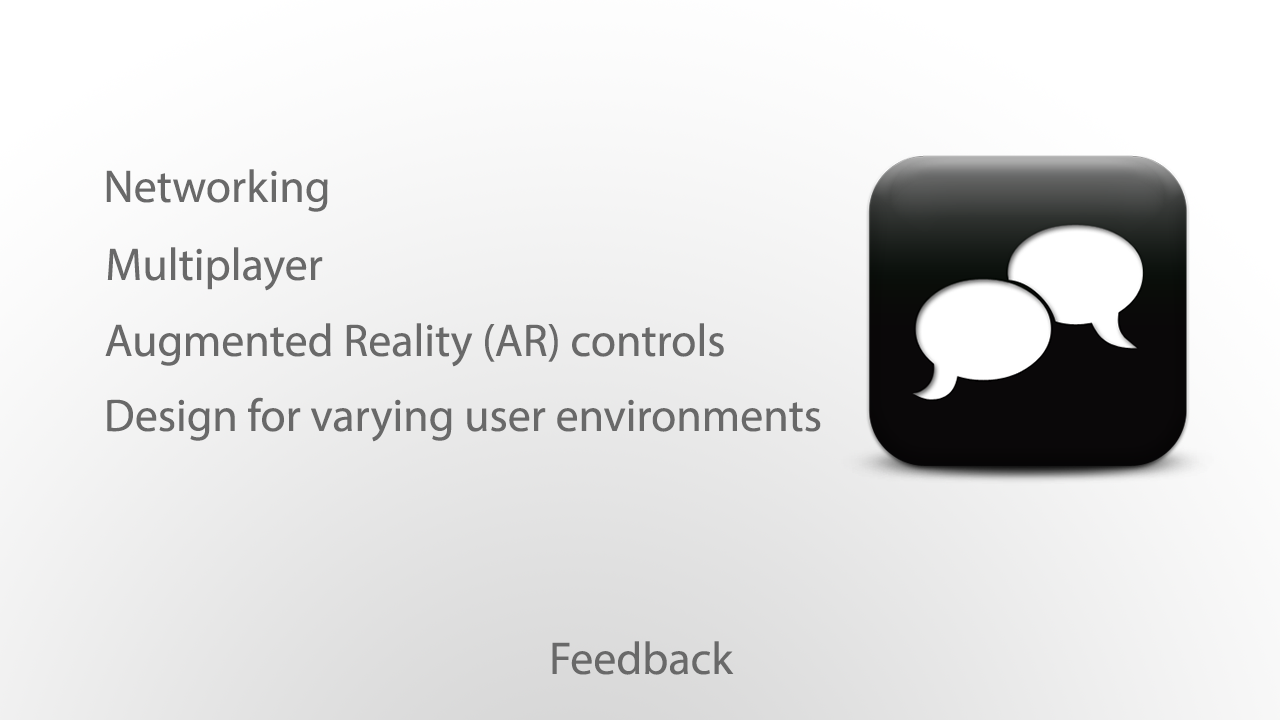 Networking
Multiplayer
Augmented Reality (AR) controls
Design for varying user environments
Feedback